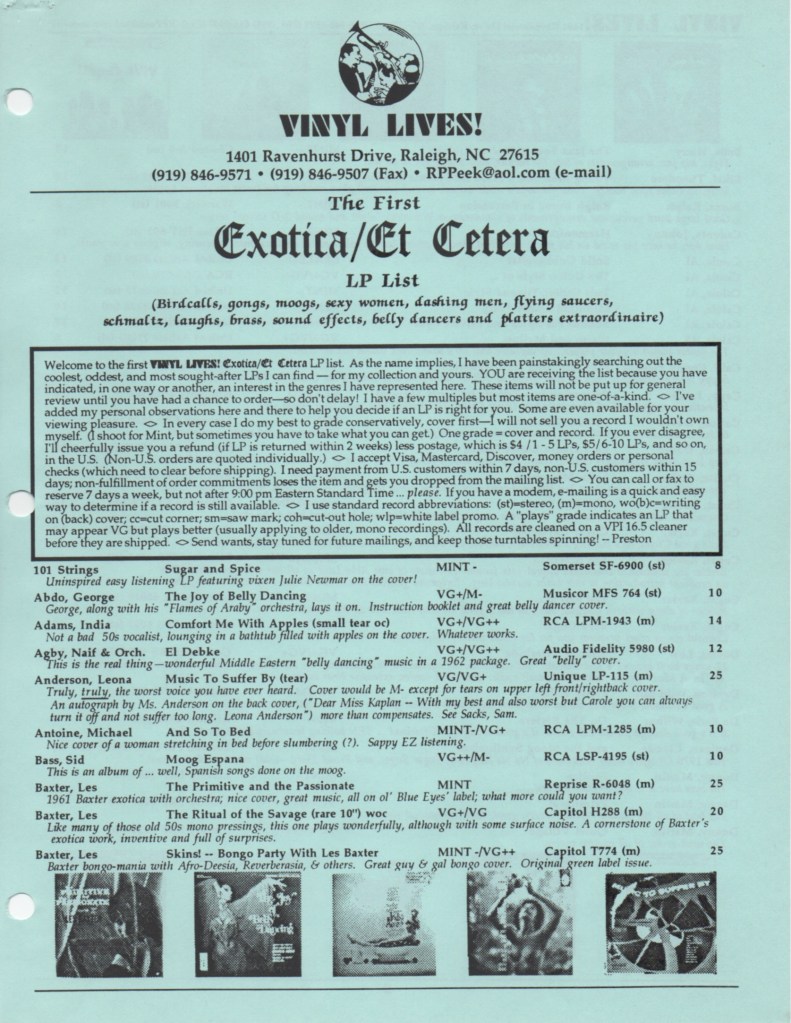 VINYL LIVES!
1401 Ravenhurst Drive, Raleigh, NC 27615
(919) 846-9571 • (919) 846-9507 (Fax) • RPPeek@aol.com (e-mail)
The First
Exotica/Et Cetera
LP List
(Birdcalls, gongs, moogs, sexy women, dashing men, flying saucers,
schmaltz, laughs, brass, sound effects, belly dancers and platters extraordinaire)
Welcome to the first VINYL LIVES! Exotica/Et Cetera LP list. As the name implies, I have been painstakingly searching out the
coolest, oddest, and most sought-after LPs I can find — for my collection and yours. YOU are receiving the list because you have
indicated, in one way or another, an interest in the genres I have represented here. These items will not be put up for general
review until you have had a chance to order—so don't delay! I have a few multiples but most items are one-of-a-kind. <> I've
added my personal observations here and there to help you decide if an LP is right for you. Some are even available for your
viewing pleasure. <> In every case I do my best to grade conservatively, cover first—I will not sell you a record I wouldn't own
myself. (I shoot for Mint, but sometimes you have to take what you can get.) One grade = cover and record. If you ever disagree,
I'll cheerfully issue you a refund (if LP is returned within 2 weeks) less postage, which is $4 /1 - 5 LPs, $5/ 6-10 LPs, and so on,
in the U.S. (Non-U.S. orders are quoted individually.) <> I accept Visa, Mastercard, Discover, money orders or personal
checks (which need to clear before shipping). I need payment from U.S. customers within 7 days, non-U.S. customers within 15
days; non-fulfillment of order commitments loses the item and gets you dropped from the mailing list. <> You can call or fax to
reserve 7 days a week, but not after 9:00 pm Eastern Standard Time ... please. If you have a modem, e-mailing is a quick and easy
way to determine if a record is still available. <> I use standard record abbreviations: (st)=stereo, (m)=mono, wo(b)c=writing
on (back) cover; cc=cut corner; sm=saw mark; coh=cut-out hole; wlp=white label promo. A "plays" grade indicates an LP that
may appear VG but plays better (usually applying to older, mono recordings). All records are cleaned on a VPI 16.5 cleaner
before they are shipped. <> Send wants, stay tuned for future mailings, and keep those turntables spinning! -- Preston
101 Strings Sugar and Spice MINT - Somerset SF-6900 (st) 8
Uninspired easy listening LP featuring vixen Julie Newmar on the cover!
Abdo, George The Joy of Belly Dancing VG+/M- Musicor MFS 764 (st) 10
George, along with his "Flames of Araby" orchestra, lays it on. Instruction booklet and great belly dancer cover.
Adams, India Comfort Me With Apples (small tear oc) VG+/VG++ RCA LPM-1943 (m) 14
Not a bad 50s vocalist, lounging in a bathtub filled with apples on the cover. Whatever works.
Agby, Naif & Orch. El Debke VG+/VG++ Audio Fidelity 5980 (st) 12
This is the real thing—wonderful Middle Eastern "belly dancing" music in a 1962 package. Great "belly" cover.
Anderson, Leona Music To Suffer By (tear) VG/VG+ Unique LP-115 (m) 25
Truly, truly, the worst voice you have ever heard. Cover would be M- except for tears on upper left front/rightback cover.
An autograph by Ms. Anderson on the back cover, ("Dear Miss Kaplan -- With my best and also worst but Carole you can always
turn it off and not suffer too long. Leona Anderson") more than compensates. See Sacks, Sam.
Antoine, Michael And So To Bed MINT-/VG+ RCA LPM-1285 (m) 10
Nice cover of a woman stretching in bed before slumbering (?). Sappy EZ listening.
Bass, Sid Moog Espana VG++/M- RCA LSP-4195 (st) 10
This is an album of ... well, Spanish songs done on the moog.
Baxter, Les The Primitive and the Passionate MINT Reprise R-6048 (m) 25
1961 Baxter exotica with orchestra; nice cover, great music, all on ol' Blue Eyes' label; what more could you want?
Baxter, Les The Ritual of the Savage (rare 10") woc VG+/VG Capitol H288 (m) 20
Like many of those old 50s mono pressings, this one plays wonderfully, although with some surface noise. A cornerstone of Baxter's
exotica work, inventive and full of surprises.
Baxter, Les Skins! -- Bongo Party With Les Baxter MINT -/VG++ Capitol T774 (m) 25
Baxter bongo-mania with Afro-Deesia, Reverberasia, & others. Great guy & gal bongo cover. Original green label issue.
PRIMITIVE
PASSIONATE
Belly
Dancing
MUSIC TO SUFFER BY